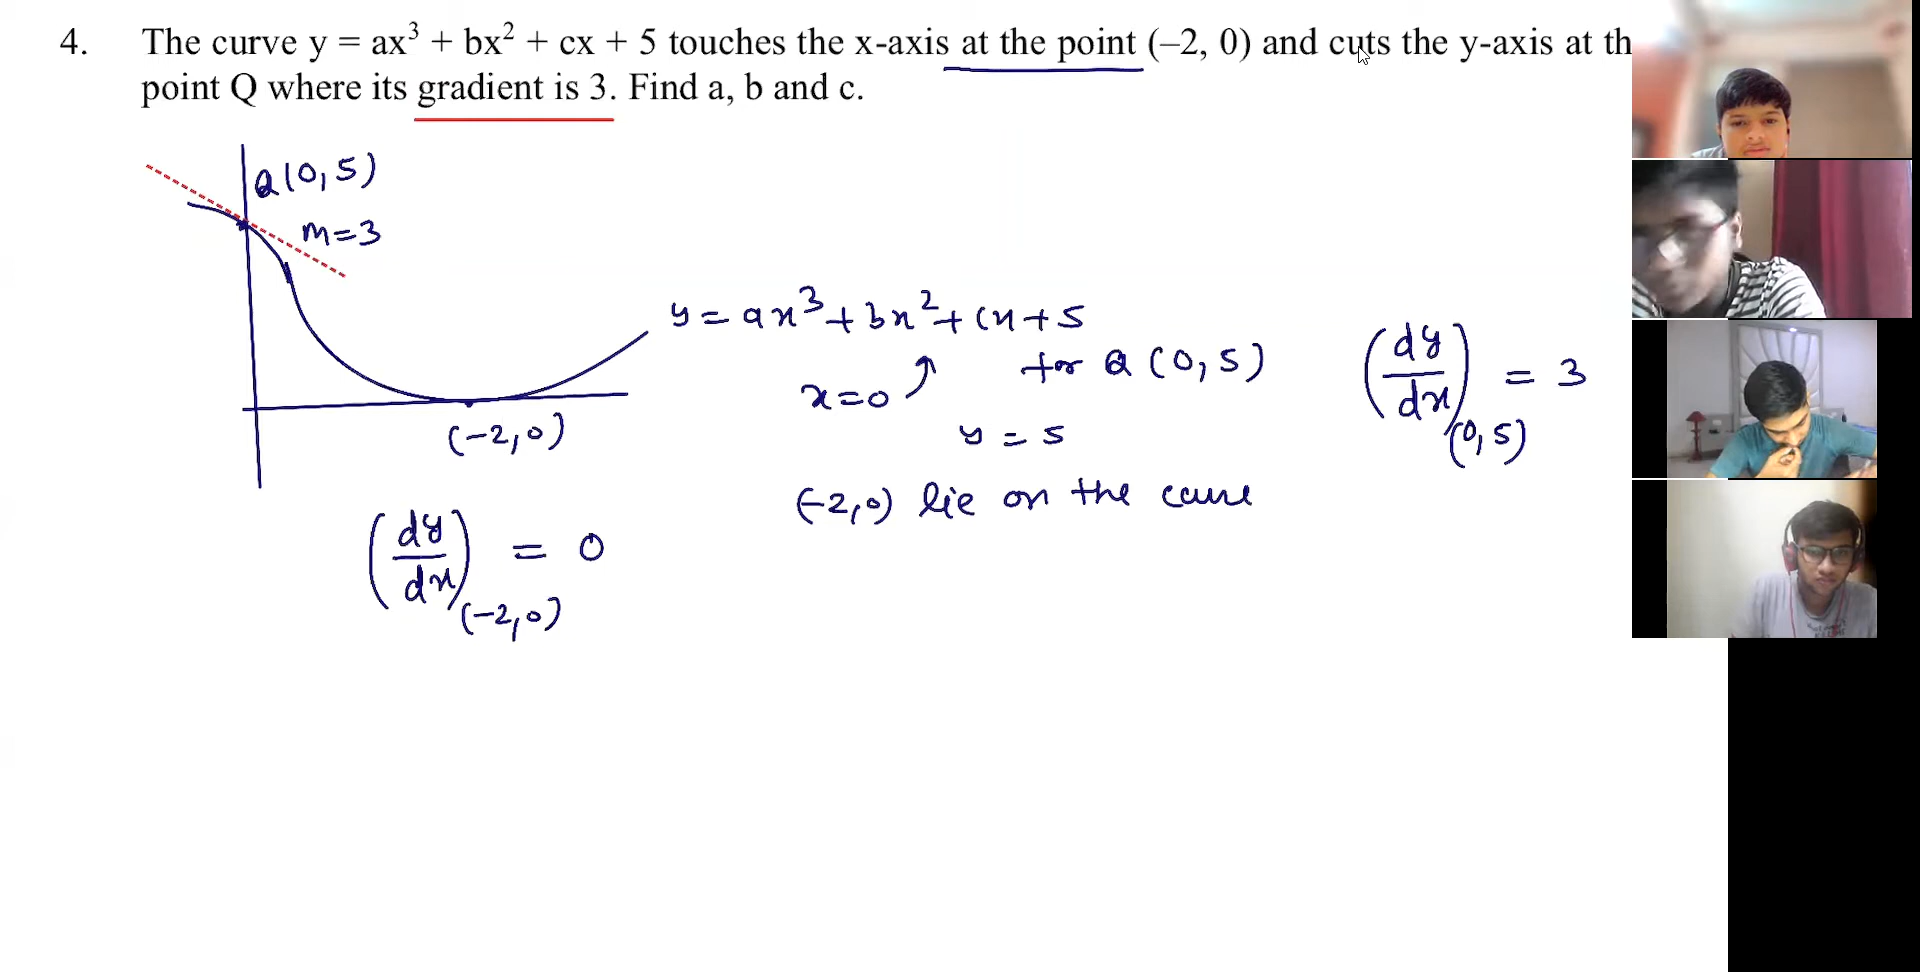 4. The curve y = ax³ + bx² + cx + 5 touches the x-axis at the point (–2, 0) and cuts the y-axis at th
point Q where its gradient is 3. Find a, b and c.
Q(0,5)
m=3
(-2,0)
y = ax³ + bx² + cx + 5
x=0
for Q (0,5)
y = 5
(dy/dx)(0,5) = 3
(-2,0) lie on the curve
(dy/dx)(-2,0) = 0